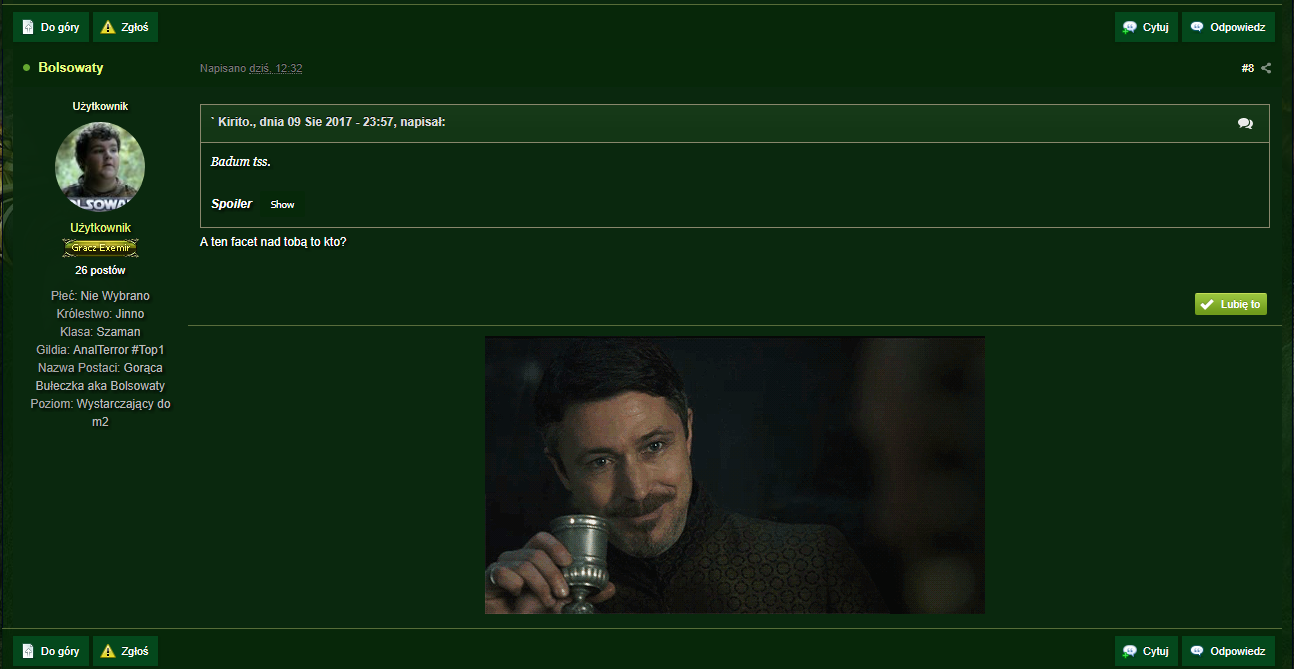 Do góry Zgłoś Cytuj Odpowiedz
Bolsowaty Napisano dziś, 12:32 #8
Użytkownik
` Kirito., dnia 09 Sie 2017 - 23:57, napisał:
Badum tss.
Spoiler Show
A ten facet nad tobą to kto?
Użytkownik
Gracz Exemir
26 postów
Płeć: Nie Wybrano
Królestwo: Jinno
Klasa: Szaman
Gildia: AnalTerror #Top1
Nazwa Postaci: Gorąca
Bułeczka aka Bolsowaty
Poziom: Wystarczający do
m2
Lubię to
Do góry Zgłoś Cytuj Odpowiedz